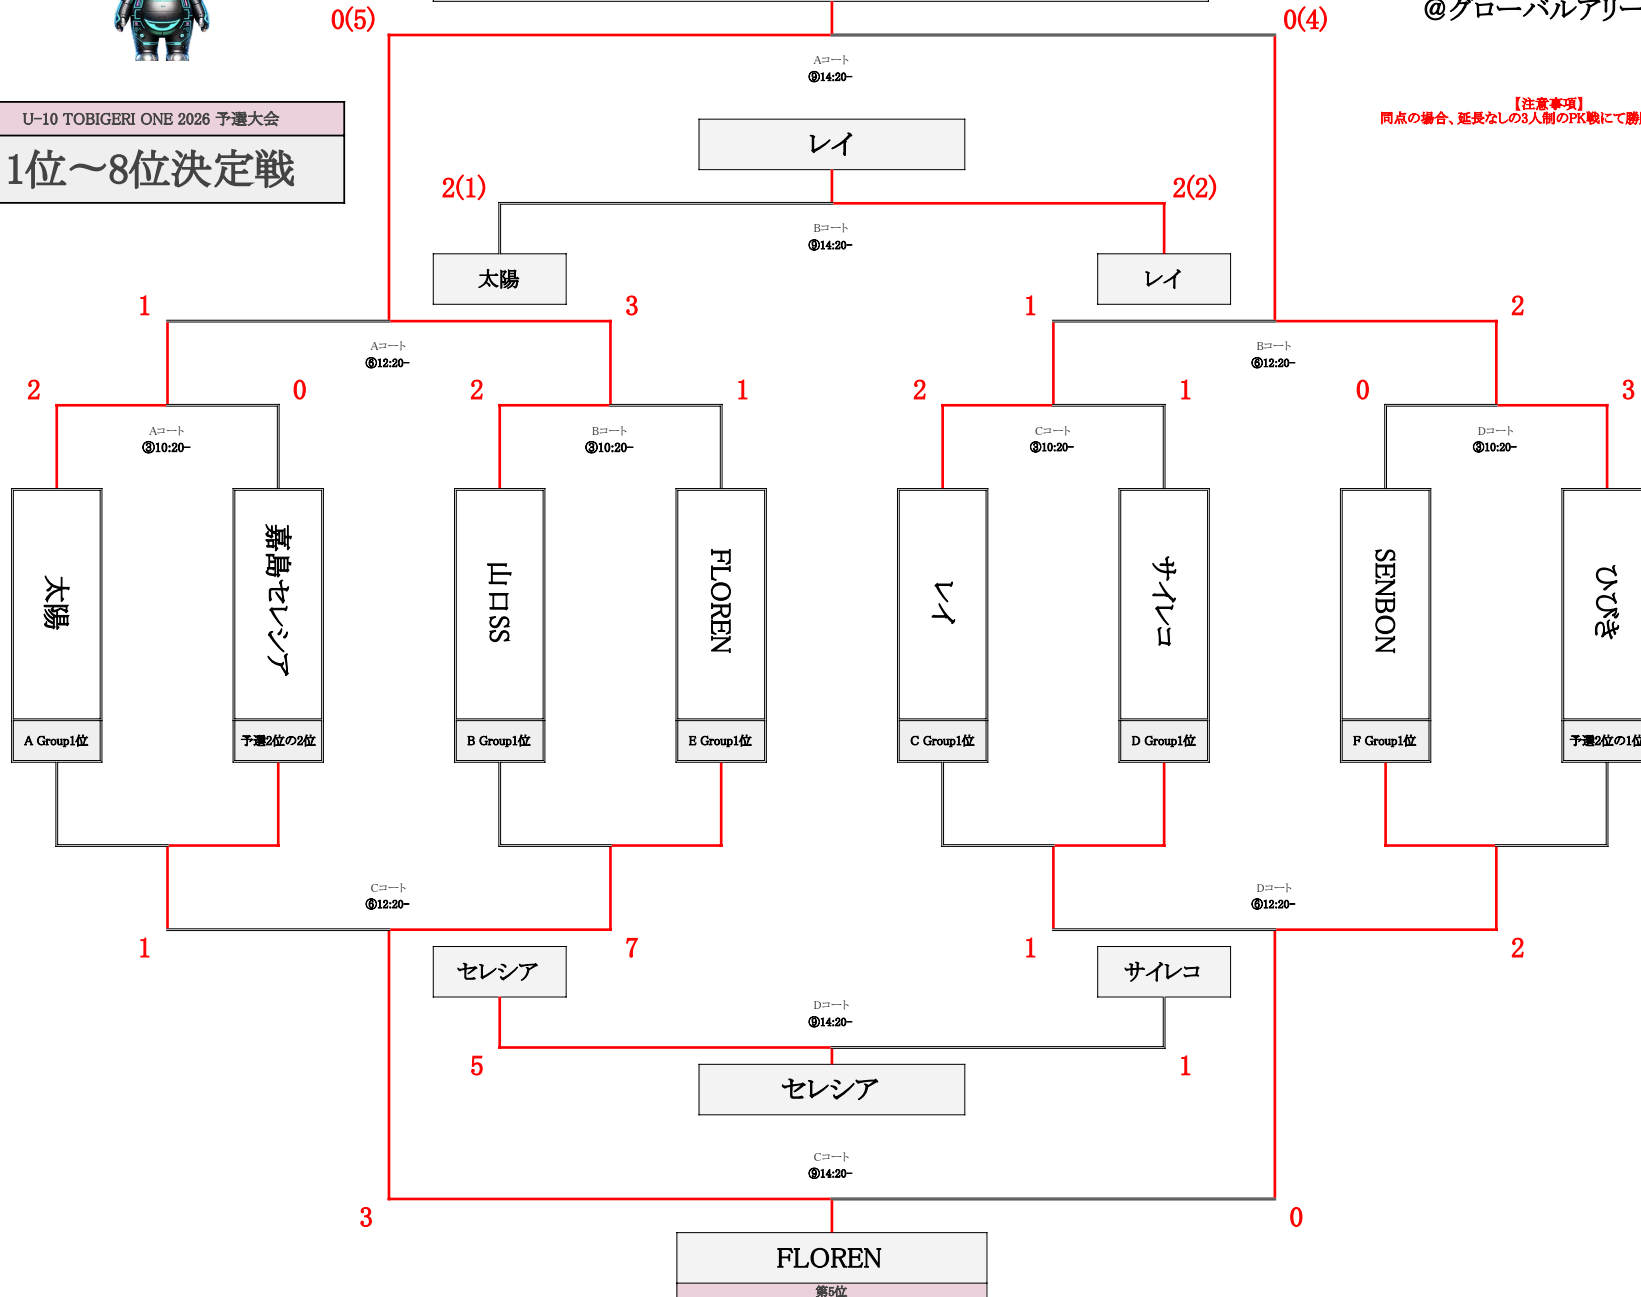 0(5)
0(4)
@グローバルアリー
Aコート
⑨14:20-
【注意事項】
同点の場合、延長なしの3人制のPK戦にて勝
U-10 TOBIGERI ONE 2026 予選大会
1位～8位決定戦
レイ
2(1)
2(2)
Bコート
⑨14:20-
太陽
レイ
1
3
1
2
Aコート
⑥12:20-
Bコート
⑥12:20-
2
0
2
1
2
1
0
3
Aコート
③10:20-
Bコート
③10:20-
Cコート
③10:20-
Dコート
③10:20-
太陽
嘉島セレシア
山口SS
FLOREN
レイ
サイレコ
SENBON
ひびき
A Group1位
予選2位の2位
B Group1位
E Group1位
C Group1位
D Group1位
F Group1位
予選2位の1位
Cコート
⑥12:20-
Dコート
⑥12:20-
1
7
1
2
セレシア
サイレコ
Dコート
⑨14:20-
5
1
セレシア
Cコート
⑨14:20-
3
0
FLOREN
第5位